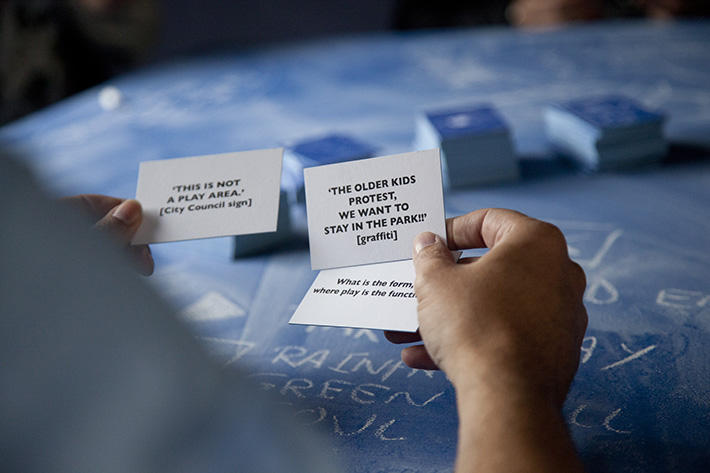 'THIS IS NOT
A PLAY AREA.'
[City Council sign]
'THE OLDER KIDS
PROTEST,
WE WANT TO
STAY IN THE PARK!!'
[graffiti]
What is the form,
where play is the functi
GREEN